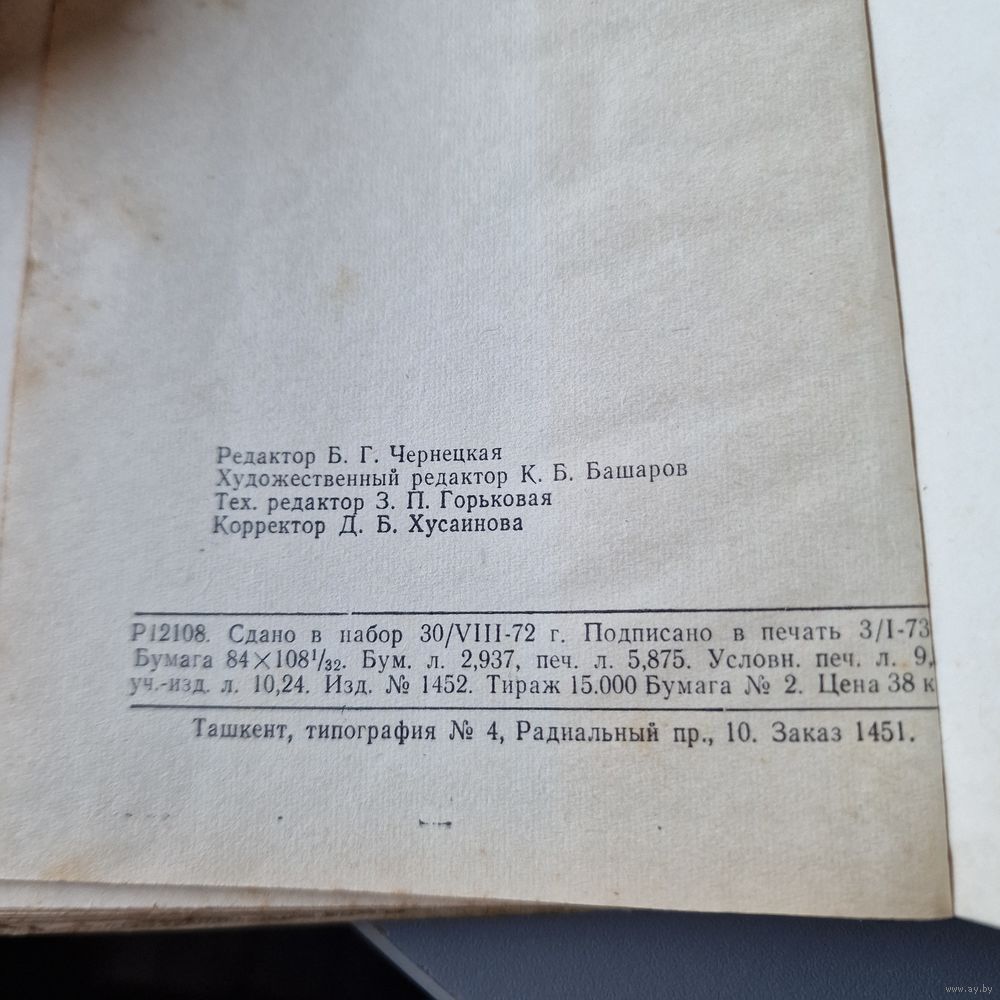 Редактор Б. Г. Чернецкая
Художественный редактор К. Б. Башаров
Тех. редактор З. П. Горьковая
Корректор Д. Б. Хусаинова
Р12108. Сдано в набор 30/VIII-72 г. Подписано в печать 3/I-73
Бумага 84×108¹/₃₂. Бум. л. 2,937, печ. л. 5,875. Условн. печ. л. 9,
уч.-изд. л. 10,24. Изд. № 1452. Тираж 15.000 Бумага № 2. Цена 38 к
Ташкент, типография № 4, Радиальный пр., 10. Заказ 1451.
www.ay.by